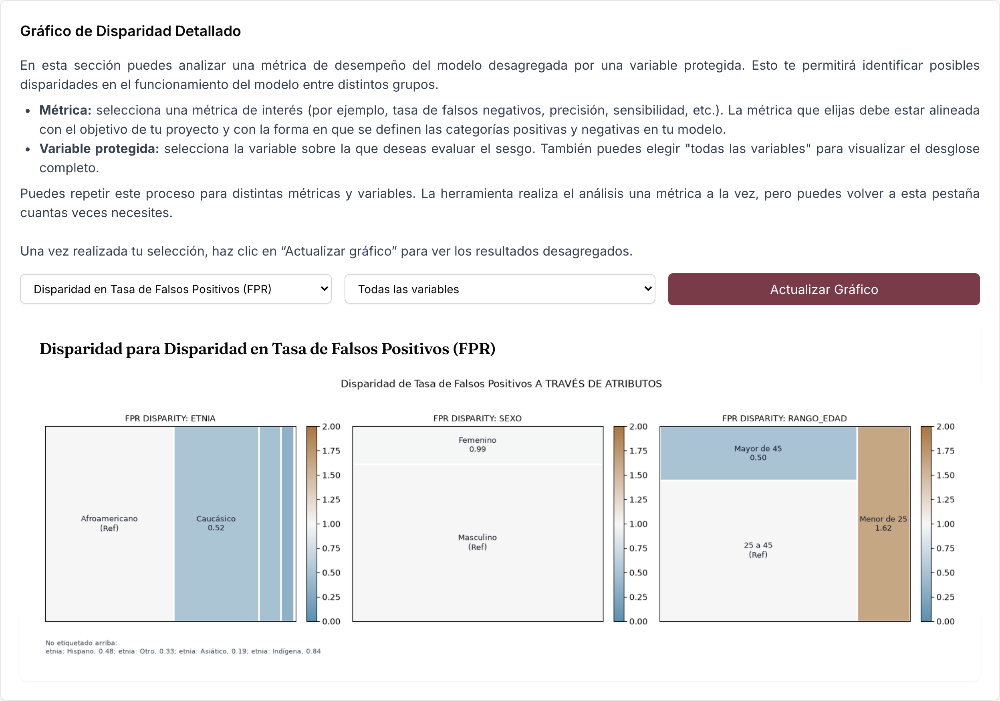 Gráfico de Disparidad Detallado
En esta sección puedes analizar una métrica de desempeño del modelo desagregada por una variable protegida. Esto te permitirá identificar posibles
disparidades en el funcionamiento del modelo entre distintos grupos.
• Métrica: selecciona una métrica de interés (por ejemplo, tasa de falsos negativos, precisión, sensibilidad, etc.). La métrica que elijas debe estar alineada
con el objetivo de tu proyecto y con la forma en que se definen las categorías positivas y negativas en tu modelo.
• Variable protegida: selecciona la variable sobre la que deseas evaluar el sesgo. También puedes elegir "todas las variables" para visualizar el desglose
completo.
Puedes repetir este proceso para distintas métricas y variables. La herramienta realiza el análisis una métrica a la vez, pero puedes volver a esta pestaña
cuantas veces necesites.
Una vez realizada tu selección, haz clic en “Actualizar gráfico” para ver los resultados desagregados.
Disparidad en Tasa de Falsos Positivos (FPR)
Todas las variables
Actualizar Gráfico
Disparidad para Disparidad en Tasa de Falsos Positivos (FPR)
Disparidad de Tasa de Falsos Positivos A TRAVÉS DE ATRIBUTOS
FPR DISPARITY: ETNIA
Afroamericano
(Ref)
Caucásico
0.52
2.00
1.75
1.50
1.25
1.00
0.75
0.50
0.25
0.00
FPR DISPARITY: SEXO
Femenino
0.99
Masculino
(Ref)
2.00
1.75
1.50
1.25
1.00
0.75
0.50
0.25
0.00
FPR DISPARITY: RANGO_EDAD
Mayor de 45
0.50
25 a 45
(Ref)
Menor de 25
1.62
2.00
1.75
1.50
1.25
1.00
0.75
0.50
0.25
0.00
No etiquetado arriba:
etnia: Hispano, 0.48; etnia: Otro, 0.33; etnia: Asiático, 0.19; etnia: Indígena, 0.84